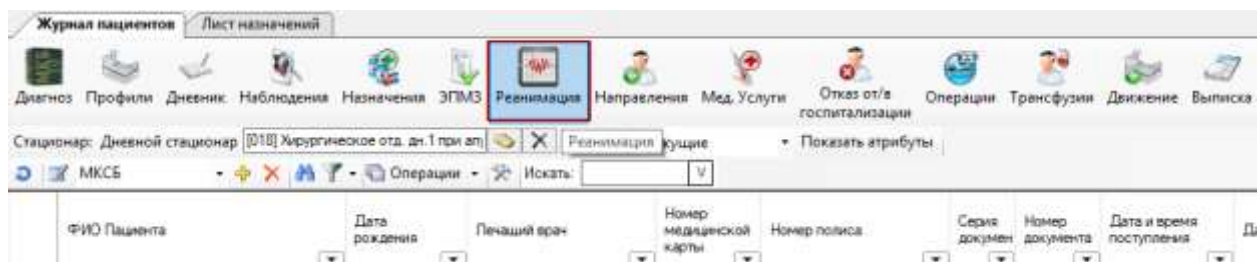 Журнал пациентов Лист назначений
Диагноз Профили Дневник Наблюдения Назначения ЭПМЗ Реанимация Направления Мед. Услуги Отказ от/в госпитализации Операции Трансфузии Движение Выписка
Стационар: Дневной стационар [018] Хирургическое отд. дн.1 при ап Реанимация кущие Показать атрибуты
МКСБ Операции Искать:
ФИО Пациента Дата рождения Лечащий врач Номер медицинской карты Номер полиса Серия докумен Номер документа Дата и время поступления